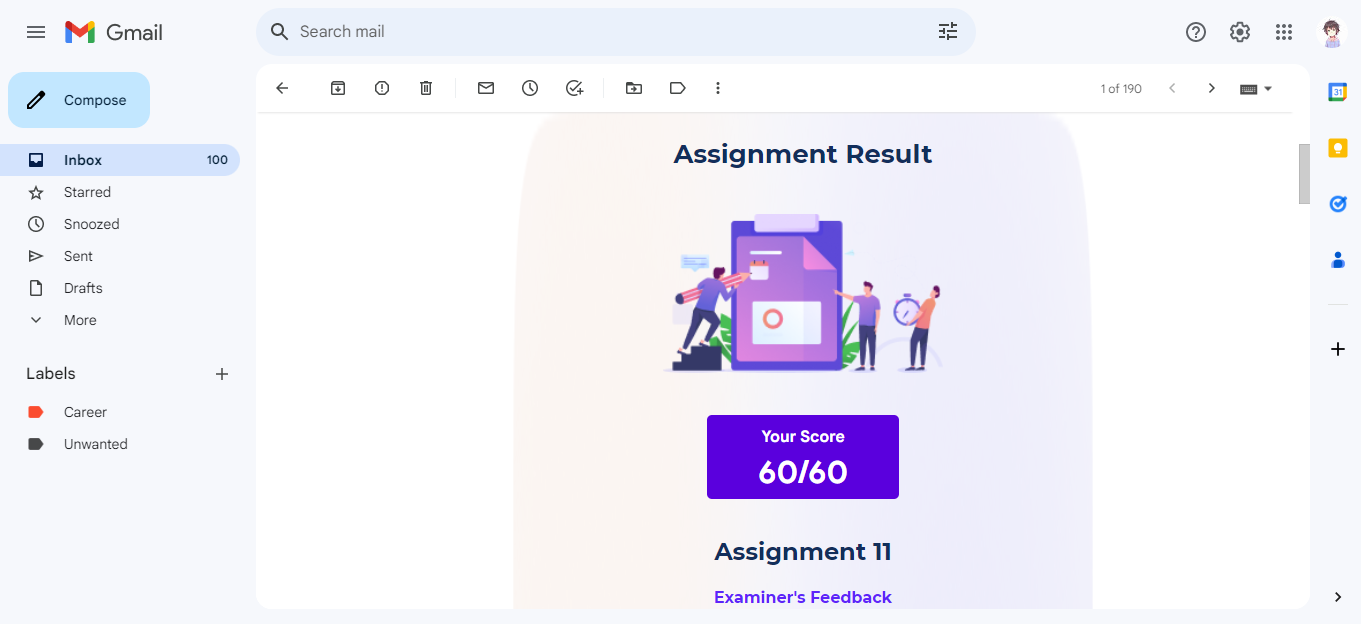 Gmail
Search mail
Compose
1 of 190
Inbox 100
Starred
Snoozed
Sent
Drafts
More
Labels
Career
Unwanted
Assignment Result
Your Score
60/60
Assignment 11
Examiner's Feedback
31